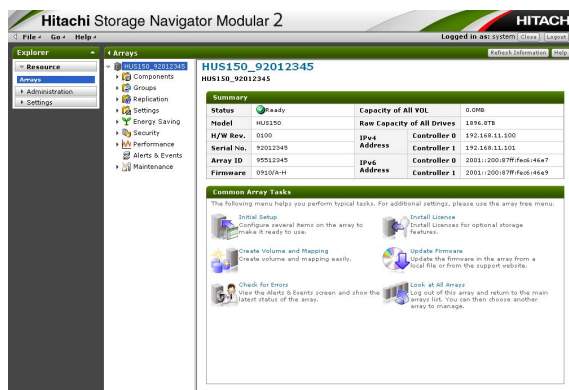 Hitachi Storage Navigator Modular 2
HITACH
File Go Help
Logged in as: system Close Logout
Explorer
Arrays
Refresh Information Help
Resource
Arrays
Administration
Settings
HUS150_92012345
Components
Groups
Replication
Settings
Energy Saving
Security
Performance
Alerts & Events
Maintenance
HUS150_92012345
HUS150_92012345
Summary
Status Ready Capacity of All VOL 0.0MB
Model HUS150 Raw Capacity of All Drives 1896.8TB
H/W Rev. 0100 IPv4 Address Controller 0 192.168.11.100
Serial No. 92012345 Controller 1 192.168.11.101
Array ID 95512345 IPv6 Address Controller 0 2001::200:87ff:fec6:46e7
Firmware 0910/A-H Controller 1 2001::200:87ff:fec6:46e9
Common Array Tasks
The following menu helps you perform typical tasks. For additional settings, please use the array tree menu.
Initial Setup
Configure several items on the array to
make it ready to use.
Install License
Install Licenses for optional storage
features.
Create Volume and Mapping
Create volume and mapping easily.
Update Firmware
Update the firmware in the array from a
local file or from the support website.
Check for Errors
View the Alerts & Events screen and show the
latest status of the array.
Look at All Arrays
Log out of this array and return to the main
arrays list. You can then choose another
array to manage.